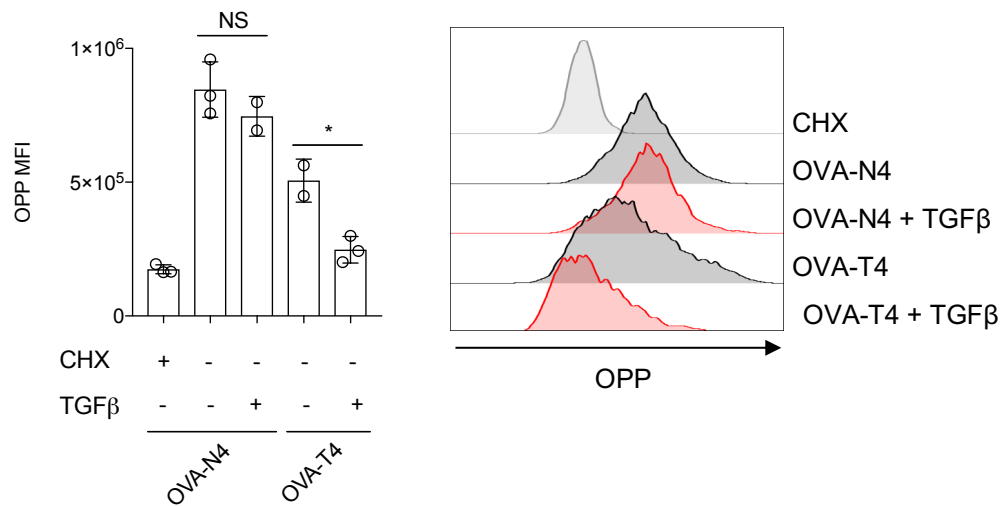 NS
*
1×10⁶
5×10⁵
0
OPP MFI
CHX + - - - -
TGFβ - - + - +
OVA-N4
OVA-T4
CHX
OVA-N4
OVA-N4 + TGFβ
OVA-T4
OVA-T4 + TGFβ
OPP